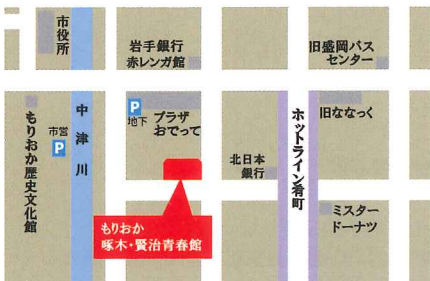 市役所
岩手銀行
赤レンガ館
旧盛岡バス
センター
もりおか歴史文化館
市営
P
中津川
P
地下
プラザ
おでって
北日本
銀行
ホットライン肴町
旧ななっく
ミスター
ドーナツ
もりおか
啄木・賢治青春館